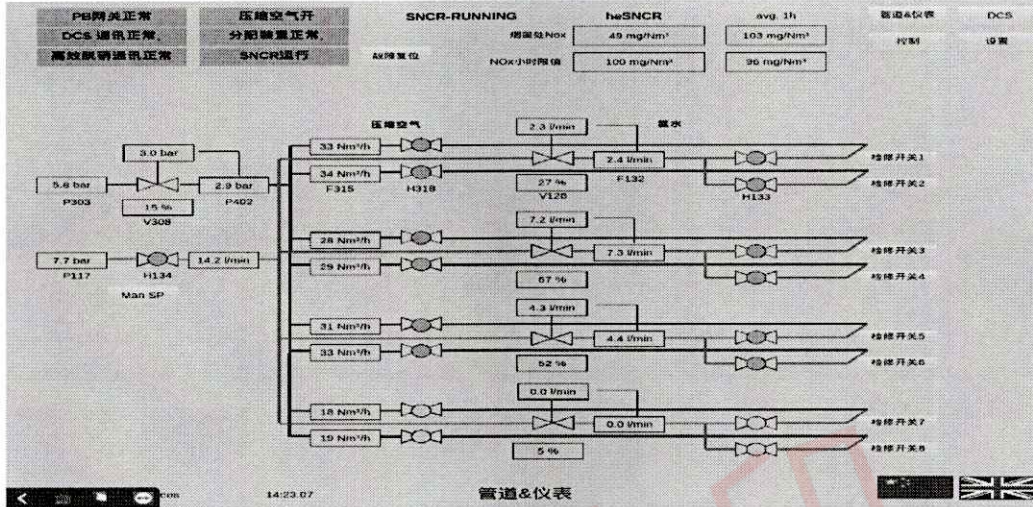 PB网关正常 压缩空气开 SNCR-RUNNING heSNCR avg. 1h 管道&仪表 DCS
DCS 通讯正常, 分配装置正常, 烟囱处Nox 49 mg/Nm³ 103 mg/Nm³ 控制 设置
高效脱硝通讯正常 SNCR运行 故障复位 NOx小时限值 100 mg/Nm³ 96 mg/Nm³
压缩空气 2.3 l/min 氨水
33 Nm³/h
3.0 bar 2.4 l/min 检修开关1
34 Nm³/h
5.8 bar 2.9 bar F315 H318 27 % F132 H133 检修开关2
P303 15 % P402 V128
V308 7.2 l/min
28 Nm³/h 7.3 l/min 检修开关3
7.7 bar 14.2 l/min 29 Nm³/h 检修开关4
P117 H134 67 %
Man SP 4.3 l/min
31 Nm³/h 4.4 l/min 检修开关5
33 Nm³/h 52 % 检修开关6
0.0 l/min
18 Nm³/h 0.0 l/min 检修开关7
19 Nm³/h 5 % 检修开关8
14:23.07 管道&仪表